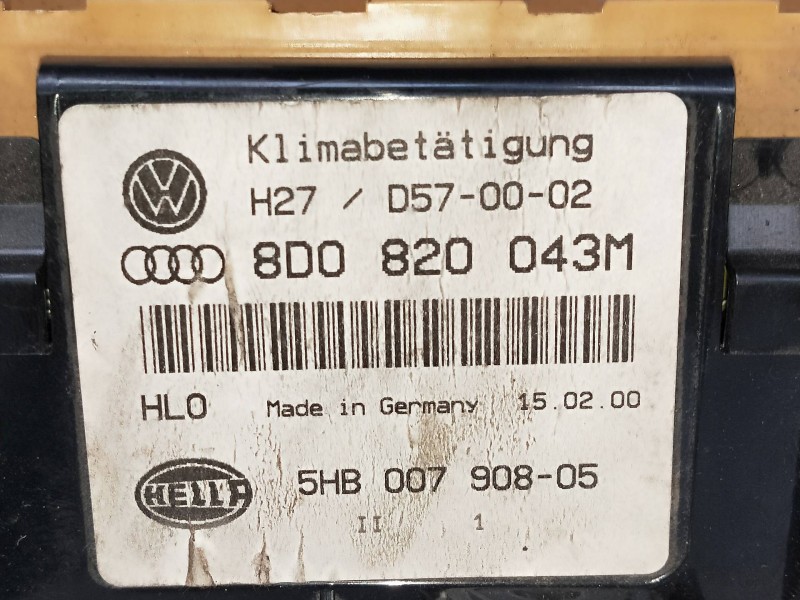 Klimabetätigung
H27 / D57-00-02
8D0 820 043M
HLO Made in Germany 15.02.00
HELLA 5HB 007 908-05
II 1